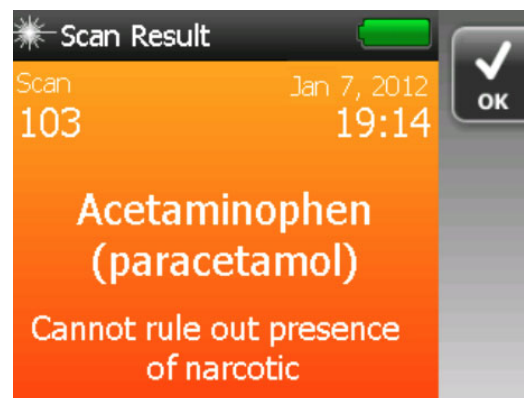 Scan Result
Scan
Jan 7, 2012
103
19:14
OK
Acetaminophen
(paracetamol)
Cannot rule out presence
of narcotic